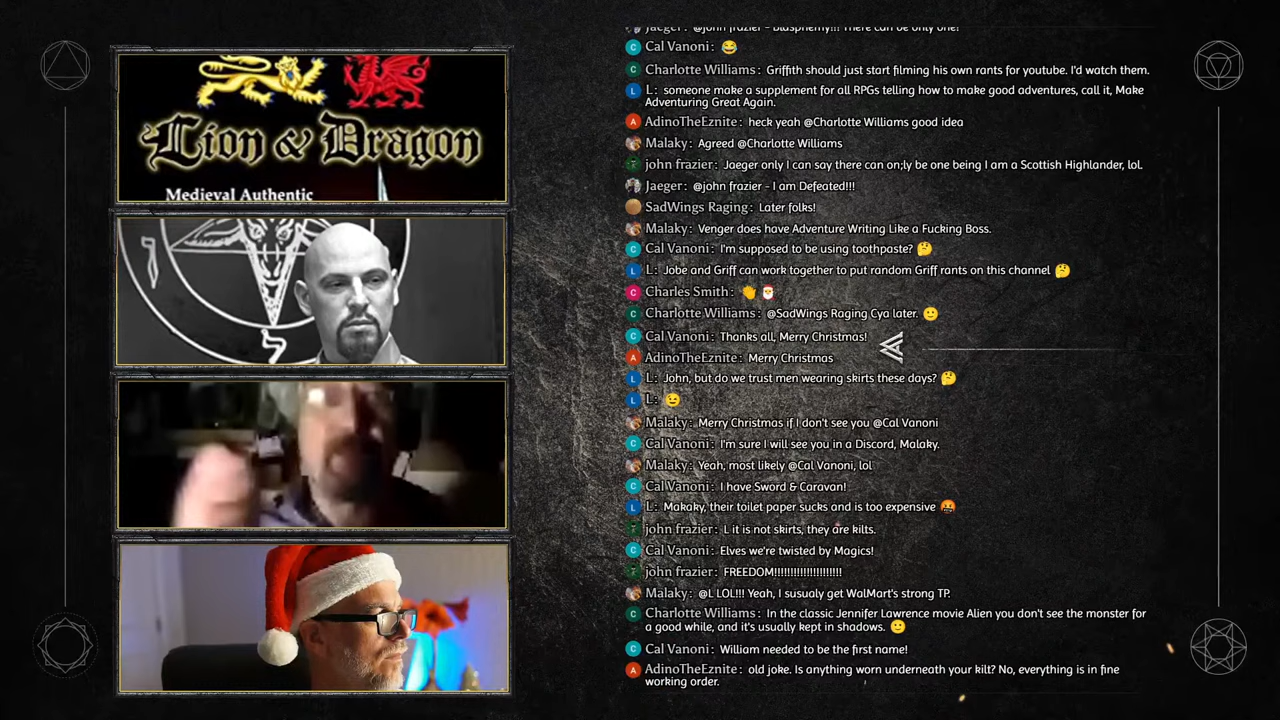 Lion & Dragon
Medieval Authentic
Jaeger: @john frazier - Blasphemy!!! There can be only one!
Cal Vanoni: 😂
Charlotte Williams: Griffith should just start filming his own rants for youtube. I'd watch them.
L: someone make a supplement for all RPGs telling how to make good adventures, call it, Make
Adventuring Great Again.
AdinoTheEznite: heck yeah @Charlotte Williams good idea
Malaky: Agreed @Charlotte Williams
john frazier: Jaeger only I can say there can on;ly be one being I am a Scottish Highlander, lol.
Jaeger: @john frazier - I am Defeated!!!
SadWings Raging: Later folks!
Malaky: Venger does have Adventure Writing Like a Fucking Boss.
Cal Vanoni: I'm supposed to be using toothpaste? 🤔
L: Jobe and Griff can work together to put random Griff rants on this channel 🤔
Charles Smith: 👏 🎅
Charlotte Williams: @SadWings Raging Cya later. 🙂
Cal Vanoni: Thanks all, Merry Christmas!
AdinoTheEznite: Merry Christmas
L: John, but do we trust men wearing skirts these days? 🤔
L: 😉
Malaky: Merry Christmas if I don't see you @Cal Vanoni
Cal Vanoni: I'm sure I will see you in a Discord, Malaky.
Malaky: Yeah, most likely @Cal Vanoni, lol
Cal Vanoni: I have Sword & Caravan!
L: Makaky, their toilet paper sucks and is too expensive 🤬
john frazier: L it is not skirts, they are kilts.
Cal Vanoni: Elves we're twisted by Magics!
john frazier: FREEDOM!!!!!!!!!!!!!!!!!!!!!!
Malaky: @L LOL!!! Yeah, I susualy get WalMart's strong TP.
Charlotte Williams: In the classic Jennifer Lawrence movie Alien you don't see the monster for
a good while, and it's usually kept in shadows. 🙂
Cal Vanoni: William needed to be the first name!
AdinoTheEznite: old joke. Is anything worn underneath your kilt? No, everything is in fine
working order.